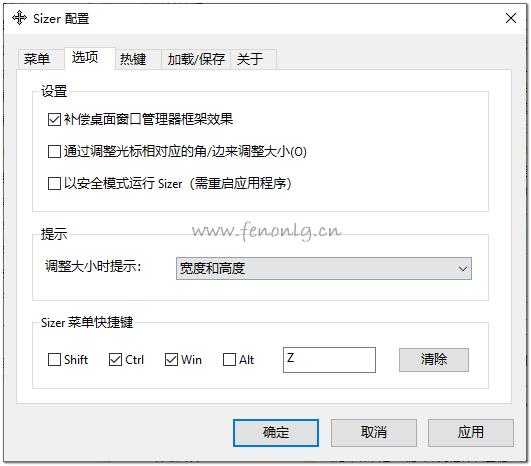 Sizer 配置
菜单 选项 热键 加载/保存 关于
设置
补偿桌面窗口管理器框架效果
通过调整光标相对应的角/边来调整大小(O)
以安全模式运行 Sizer（需重启应用程序）
www.fenonlg.cn
提示
调整大小时提示： 宽度和高度
Sizer 菜单快捷键
Shift Ctrl Win Alt Z 清除
确定 取消 应用